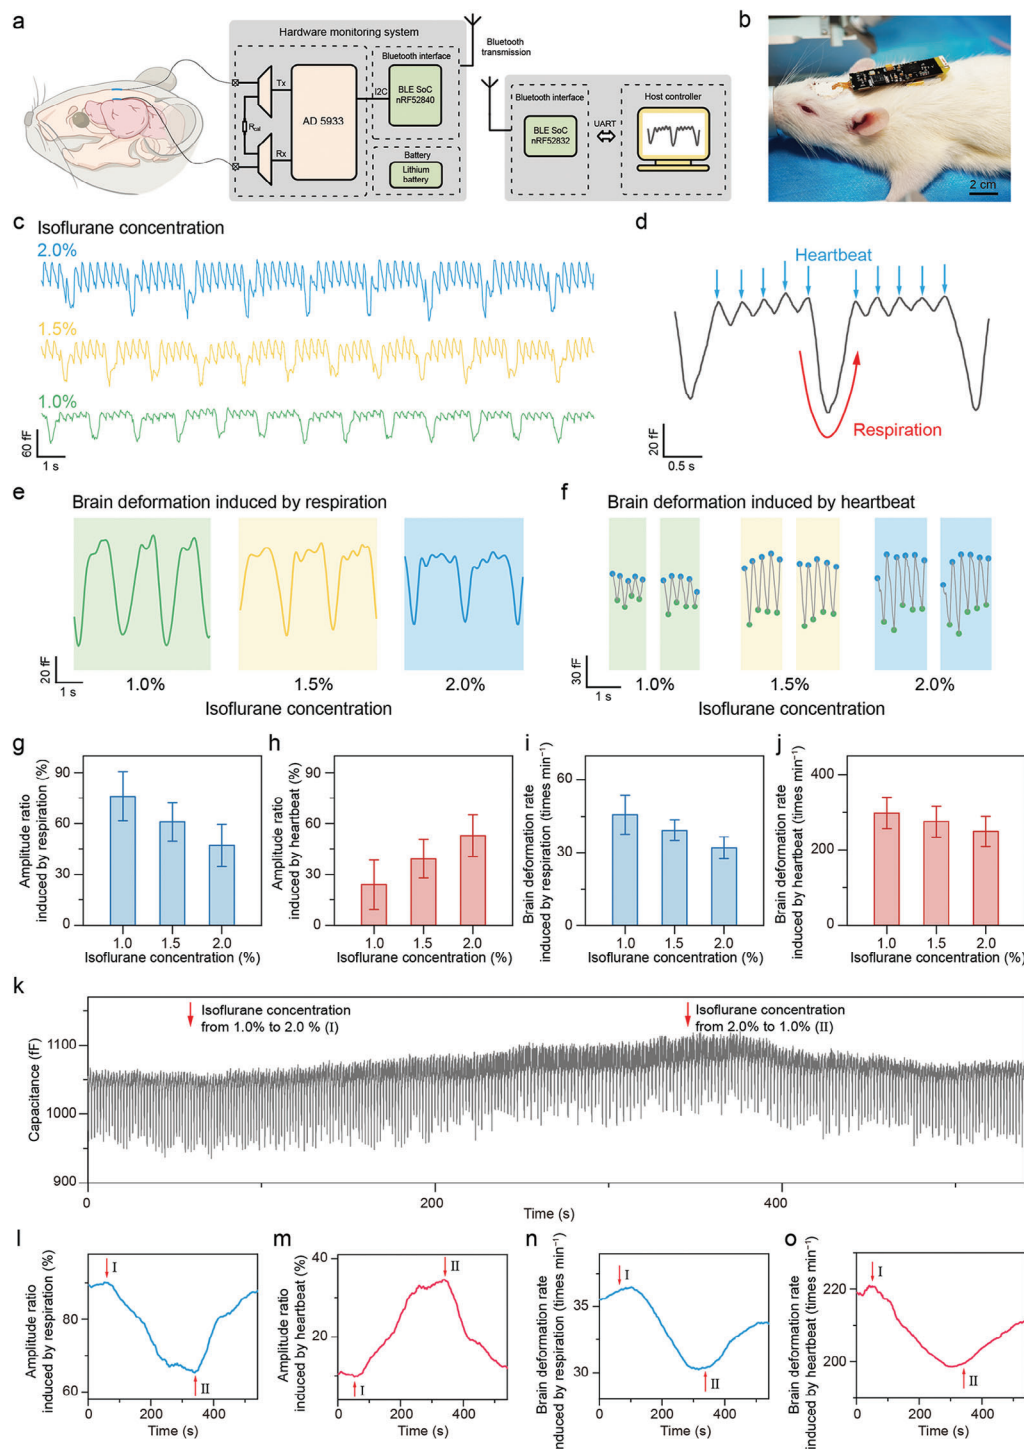 a
Hardware monitoring system
Bluetooth interface
Tx
Rcal
Rx
AD 5933
I2C
BLE SoC
nRF52840
Battery
Lithium
battery
Bluetooth
transmission
Bluetooth interface
BLE SoC
nRF52832
UART
Host controller
b
2 cm
c
Isoflurane concentration
2.0%
1.5%
1.0%
60 fF
1 s
d
Heartbeat
Respiration
20 fF
0.5 s
e
Brain deformation induced by respiration
20 fF
1 s
1.0%
1.5%
2.0%
Isoflurane concentration
f
Brain deformation induced by heartbeat
30 fF
1 s
1.0%
1.5%
2.0%
Isoflurane concentration
g
Amplitude ratio
induced by respiration (%)
90
60
30
0
1.0 1.5 2.0
Isoflurane concentration (%)
h
Amplitude ratio
induced by heartbeat (%)
90
60
30
0
1.0 1.5 2.0
Isoflurane concentration (%)
i
Brain deformation rate
induced by respiration (times min⁻¹)
60
30
0
1.0 1.5 2.0
Isoflurane concentration (%)
j
Brain deformation rate
induced by heartbeat (times min⁻¹)
400
200
0
1.0 1.5 2.0
Isoflurane concentration (%)
k
Isoflurane concentration
from 1.0% to 2.0 % (I)
Isoflurane concentration
from 2.0% to 1.0% (II)
Capacitance (fF)
1100
1000
900
0 200 400
Time (s)
l
Amplitude ratio
induced by respiration (%)
80
60
I
II
0 200 400
Time (s)
m
Amplitude ratio
induced by heartbeat (%)
40
20
I
II
0 200 400
Time (s)
n
Brain deformation rate
induced by respiration (times min⁻¹)
35
30
I
II
0 200 400
Time (s)
o
Brain deformation rate
induced by heartbeat (times min⁻¹)
220
200
I
II
0 200 400
Time (s)